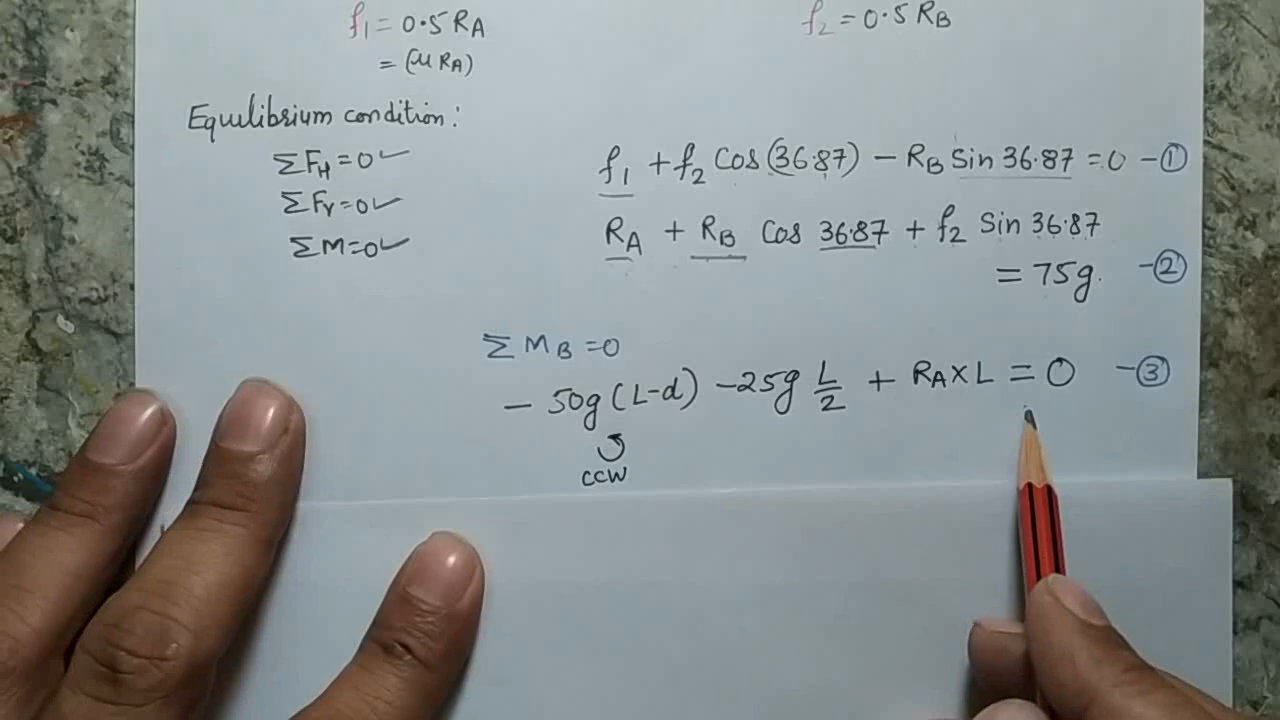 f₁ = 0.5 RA
f₂ = 0.5 RB
= (μ RA)
Equilibrium condition:
ΣFH = 0 ✓
f₁ + f₂ Cos(36.87) − RB Sin 36.87 = 0 − ①
ΣFV = 0 ✓
RA + RB Cos 36.87 + f₂ Sin 36.87
ΣM = 0 ✓
= 75g. − ②
ΣMB = 0
− 50g (L−d) − 25g L/2 + RA × L = 0 − ③
↺
CCW